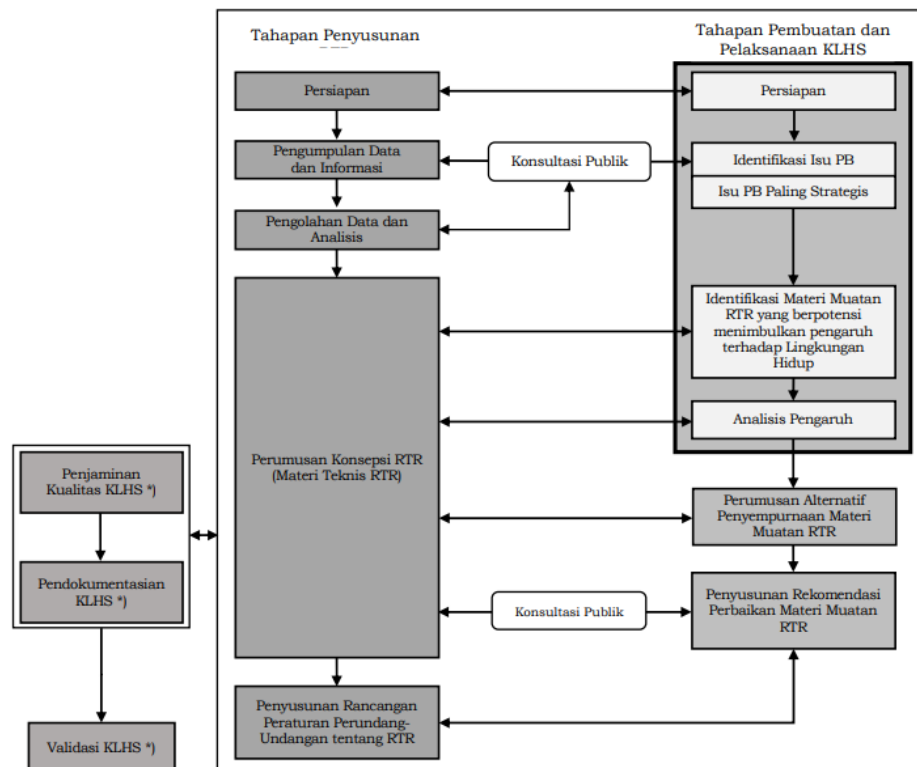 Tahapan Penyusunan
Tahapan Pembuatan dan
Pelaksanaan KLHS
Persiapan
Persiapan
Pengumpulan Data
dan Informasi
Konsultasi Publik
Identifikasi Isu PB
Isu PB Paling Strategis
Pengolahan Data dan
Analisis
Identifikasi Materi Muatan
RTR yang berpotensi
menimbulkan pengaruh
terhadap Lingkungan
Hidup
Analisis Pengaruh
Perumusan Konsepsi RTR
(Materi Teknis RTR)
Penjaminan
Kualitas KLHS *)
Perumusan Alternatif
Penyempurnaan Materi
Muatan RTR
Pendokumentasian
KLHS *)
Konsultasi Publik
Penyusunan Rekomendasi
Perbaikan Materi Muatan
RTR
Penyusunan Rancangan
Peraturan Perundang-
Undangan tentang RTR
Validasi KLHS *)